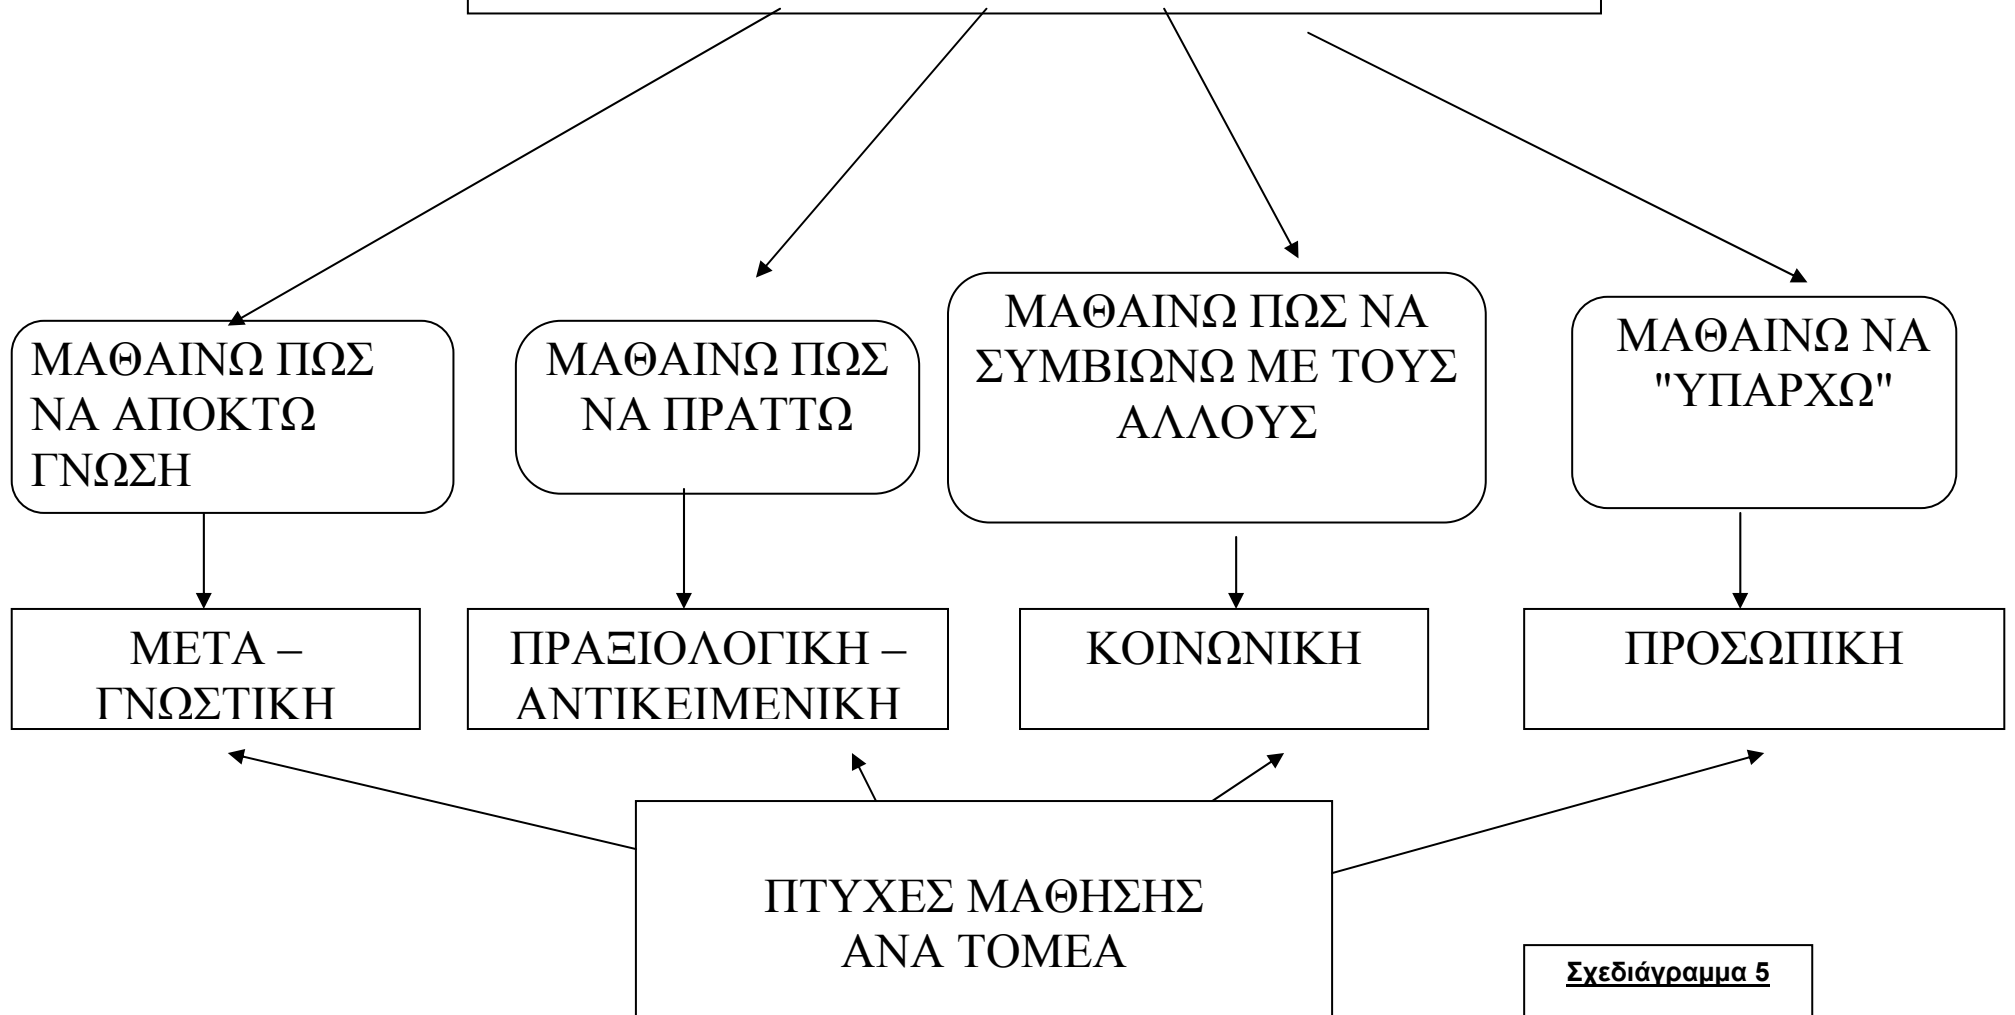 ΜΑΘΑΙΝΩ ΠΩΣ
ΝΑ ΑΠΟΚΤΩ
ΓΝΩΣΗ
ΜΑΘΑΙΝΩ ΠΩΣ
ΝΑ ΠΡΑΤΤΩ
ΜΑΘΑΙΝΩ ΠΩΣ ΝΑ
ΣΥΜΒΙΩΝΩ ΜΕ ΤΟΥΣ
ΑΛΛΟΥΣ
ΜΑΘΑΙΝΩ ΝΑ
"ΥΠΑΡΧΩ"
ΜΕΤΑ –
ΓΝΩΣΤΙΚΗ
ΠΡΑΞΙΟΛΟΓΙΚΗ –
ΑΝΤΙΚΕΙΜΕΝΙΚΗ
ΚΟΙΝΩΝΙΚΗ
ΠΡΟΣΩΠΙΚΗ
ΠΤΥΧΕΣ ΜΑΘΗΣΗΣ
ΑΝΑ ΤΟΜΕΑ
Σχεδιάγραμμα 5